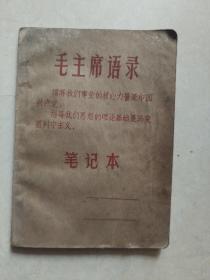 毛主席语录
领导我们事业的核心力量是中国
共产党。
指导我们思想的理论基础是马克
思列宁主义。
笔记本